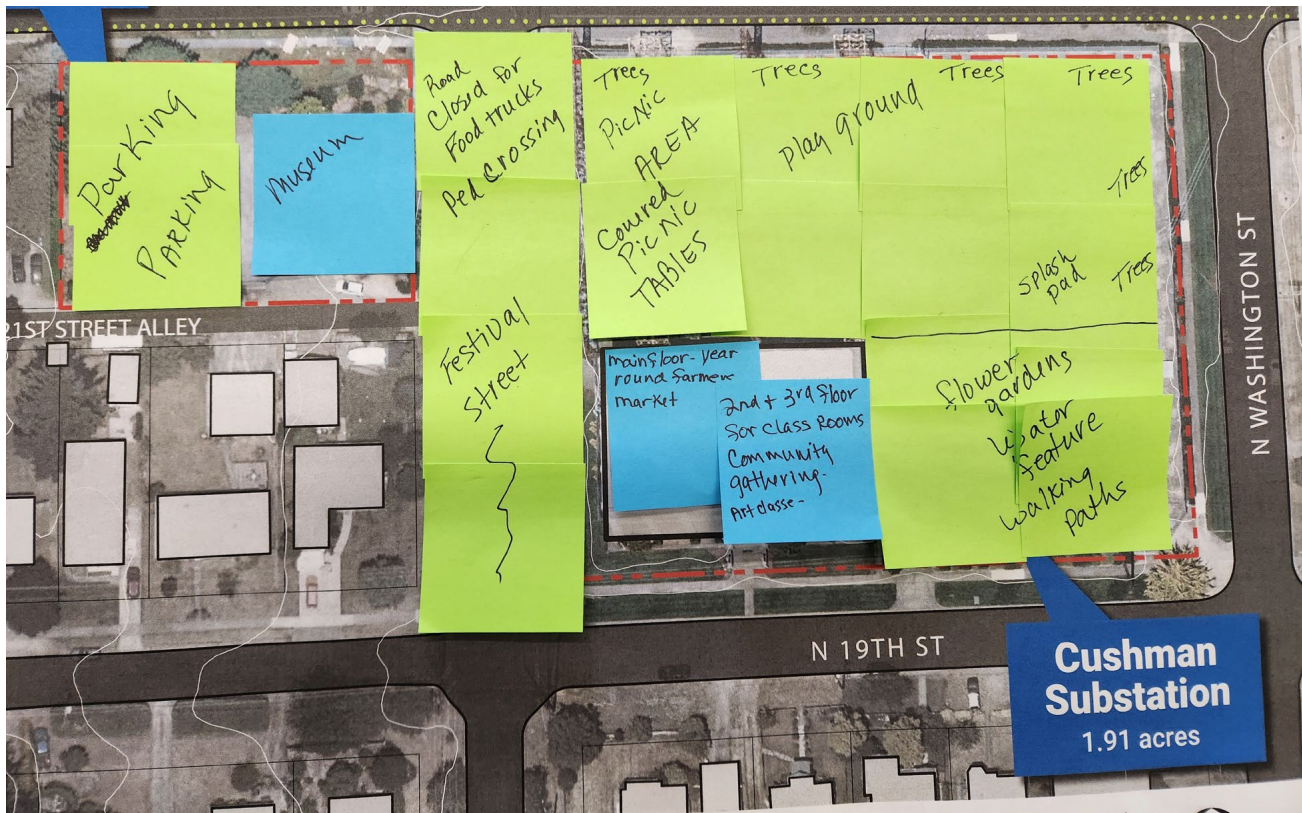 Parking
PARKING
Museum
Road
Closed for
Food trucks
Ped Crossing
Festival
Street
Trees
PicNic
AREA
Covered
PicNic
TABLES
Trees
Trees
play ground
Trees
Trees
Splash
pad
Trees
mainfloor - year
round farmers
market
2nd + 3rd floor
for class Rooms
Community
gathering -
Art classe -
flower
gardens
Water
feature
walking
paths
21ST STREET ALLEY
N WASHINGTON ST
N 19TH ST
Cushman
Substation
1.91 acres